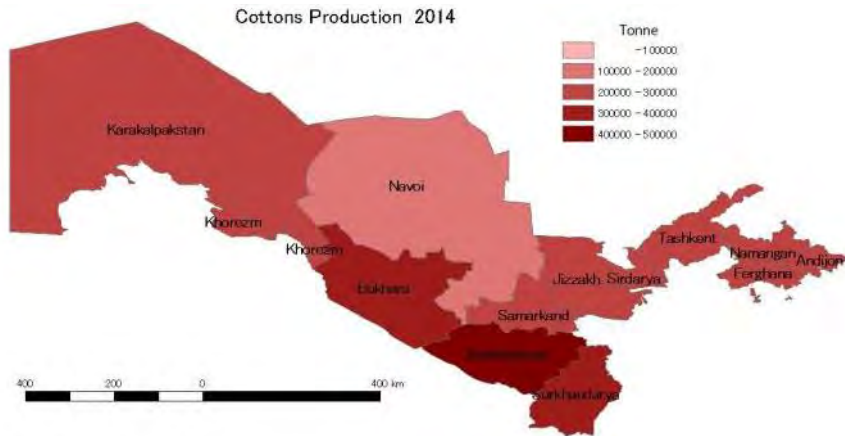 Cottons Production 2014
Tonne
-100000
100000 -200000
200000 -300000
300000 -400000
400000 -500000
Karakalpakstan
Navoi
Khorezm
Khorezm
Tashkent
Namangan
Andijon
Ferghana
Jizzakh
Sirdarya
Bukhara
Samarkand
Surkhandarya
400 200 0 400 km